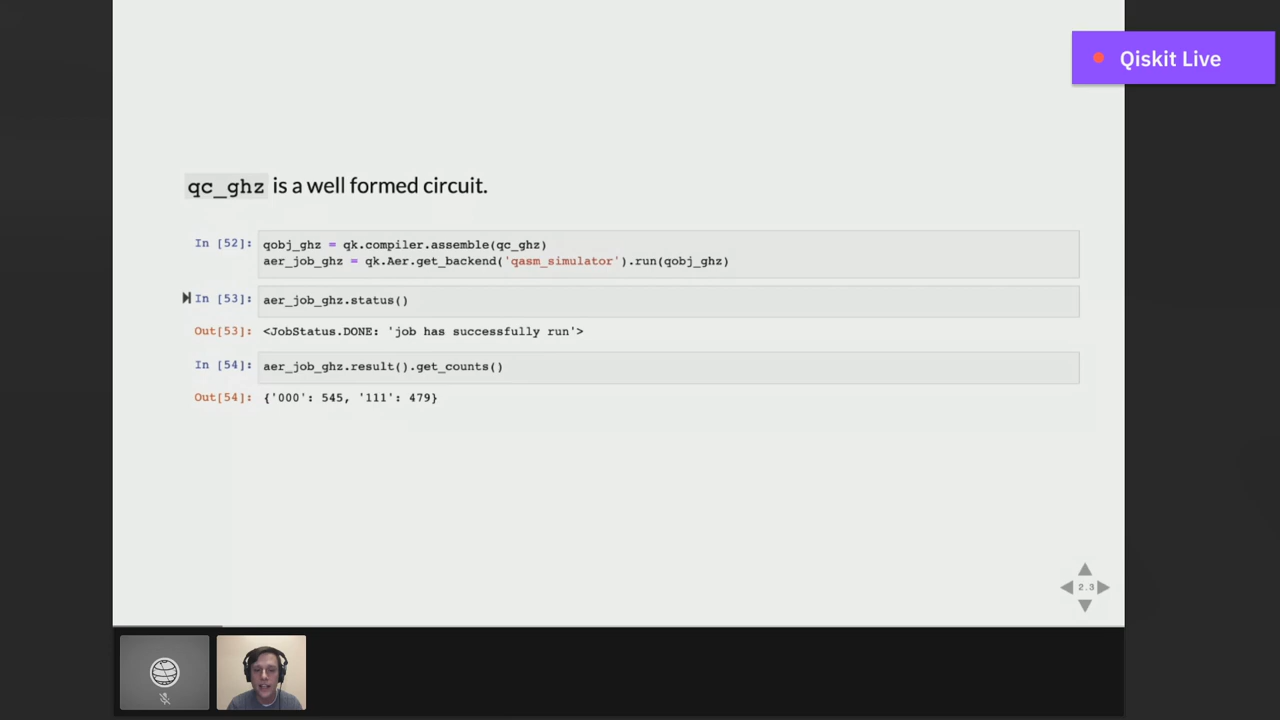 Qiskit Live
qc_ghz is a well formed circuit.
In [52]: qobj_ghz = qk.compiler.assemble(qc_ghz)
aer_job_ghz = qk.Aer.get_backend('qasm_simulator').run(qobj_ghz)
In [53]: aer_job_ghz.status()
Out[53]: <JobStatus.DONE: 'job has successfully run'>
In [54]: aer_job_ghz.result().get_counts()
Out[54]: {'000': 545, '111': 479}
2.3